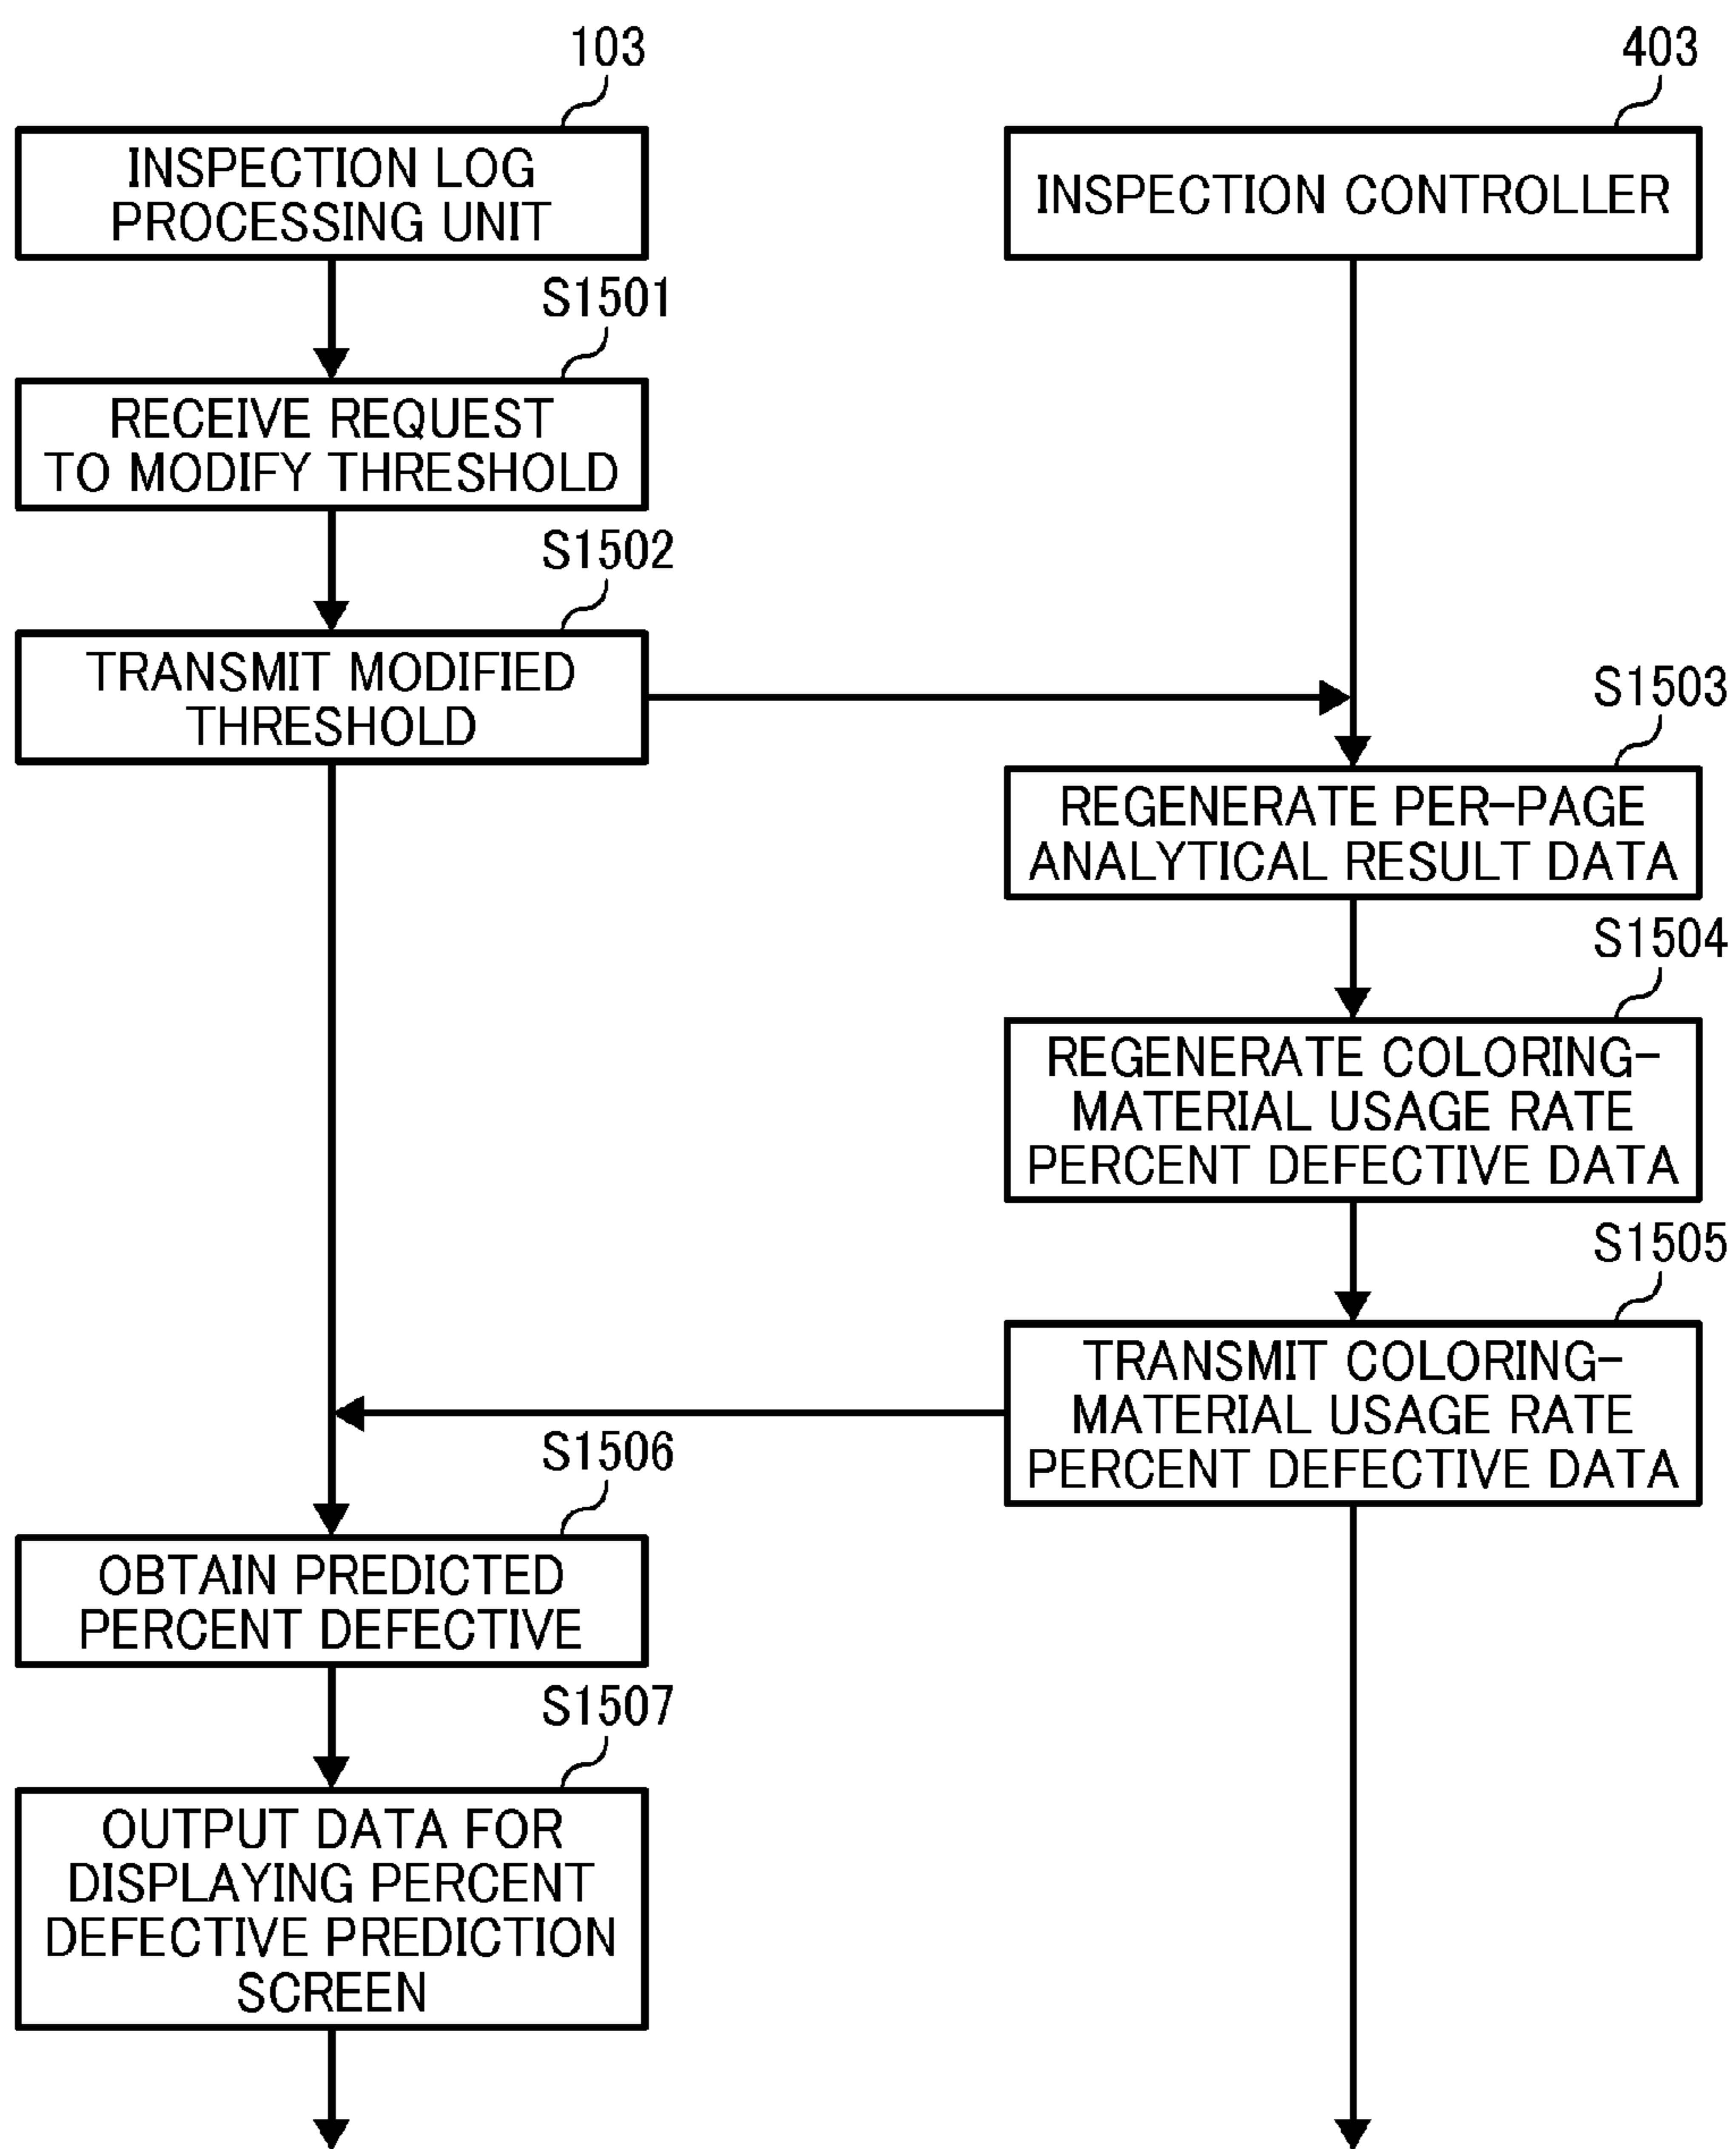 103
INSPECTION LOG
PROCESSING UNIT
403
INSPECTION CONTROLLER
S1501
RECEIVE REQUEST
TO MODIFY THRESHOLD
S1502
TRANSMIT MODIFIED
THRESHOLD
S1503
REGENERATE PER-PAGE
ANALYTICAL RESULT DATA
S1504
REGENERATE COLORING-
MATERIAL USAGE RATE
PERCENT DEFECTIVE DATA
S1505
TRANSMIT COLORING-
MATERIAL USAGE RATE
PERCENT DEFECTIVE DATA
S1506
OBTAIN PREDICTED
PERCENT DEFECTIVE
S1507
OUTPUT DATA FOR
DISPLAYING PERCENT
DEFECTIVE PREDICTION
SCREEN